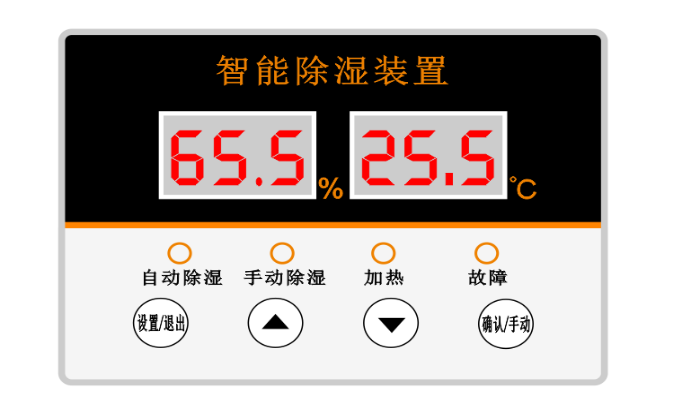 智能除湿装置
65.5% 25.5℃
自动除湿 手动除湿 加热 故障
设置/退出 确认/手动